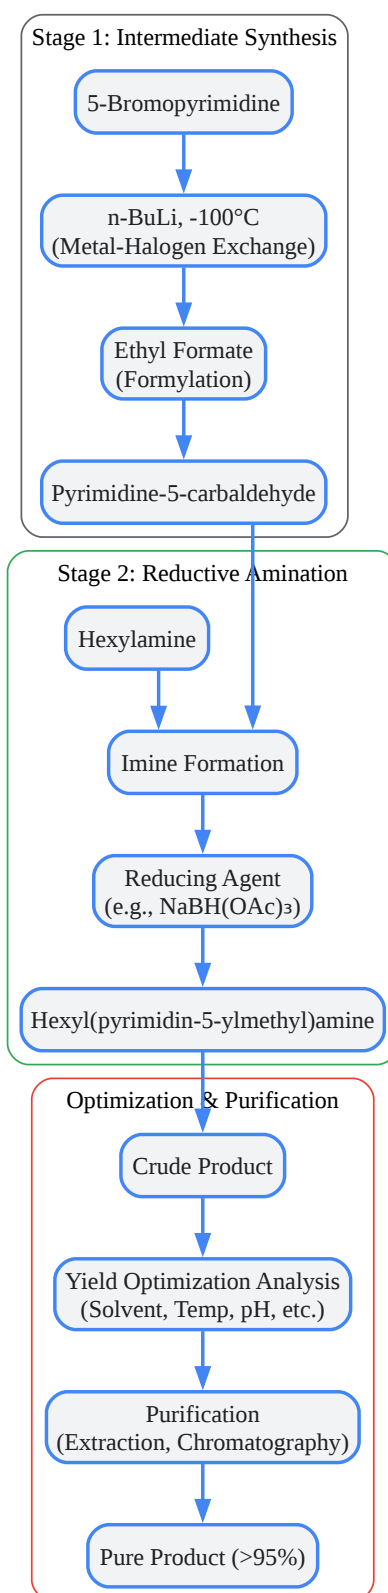 Stage 1: Intermediate Synthesis
5-Bromopyrimidine
n-BuLi, -100°C
(Metal-Halogen Exchange)
Ethyl Formate
(Formylation)
Pyrimidine-5-carbaldehyde
Stage 2: Reductive Amination
Hexylamine
Imine Formation
Reducing Agent
(e.g., NaBH(OAc)₃)
Hexyl(pyrimidin-5-ylmethyl)amine
Optimization & Purification
Crude Product
Yield Optimization Analysis
(Solvent, Temp, pH, etc.)
Purification
(Extraction, Chromatography)
Pure Product (>95%)